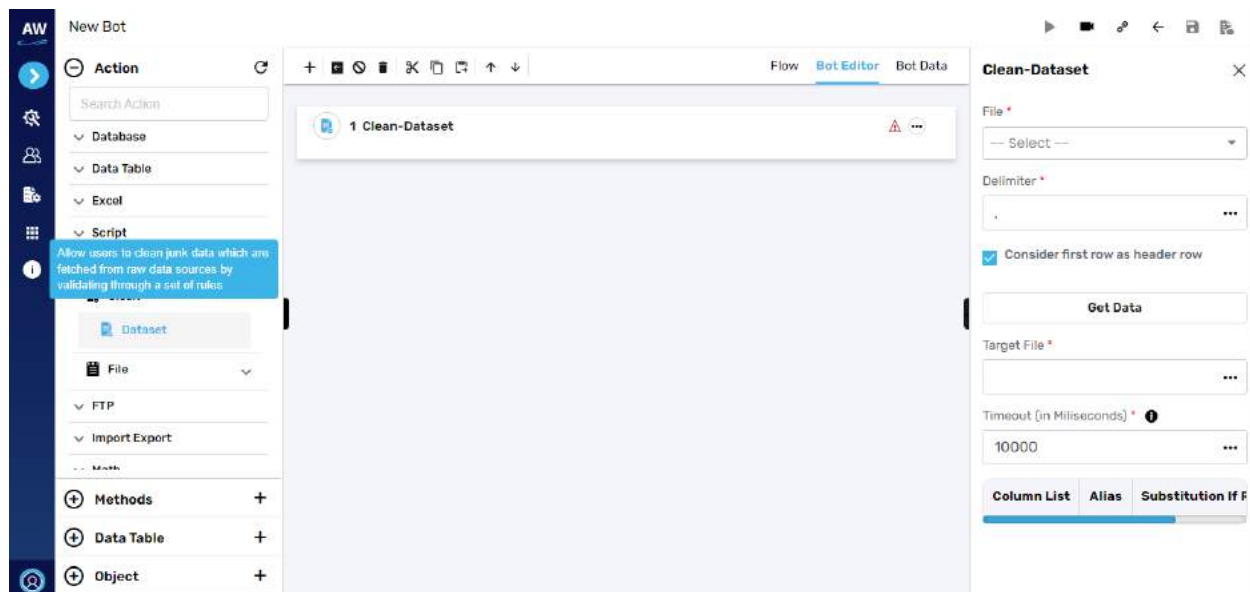 AW
New Bot
Action
Search Action
Database
Data Table
Excel
Script
Allow users to clean junk data which are
fetched from raw data sources by
validating through a set of rules
Dataset
File
FTP
Import Export
Math
Methods
Data Table
Object
Flow Bot Editor Bot Data
1 Clean-Dataset
Clean-Dataset
File *
-- Select --
Delimiter *
,
Consider first row as header row
Get Data
Target File *
Timeout (in Miliseconds) *
10000
Column List Alias Substitution If